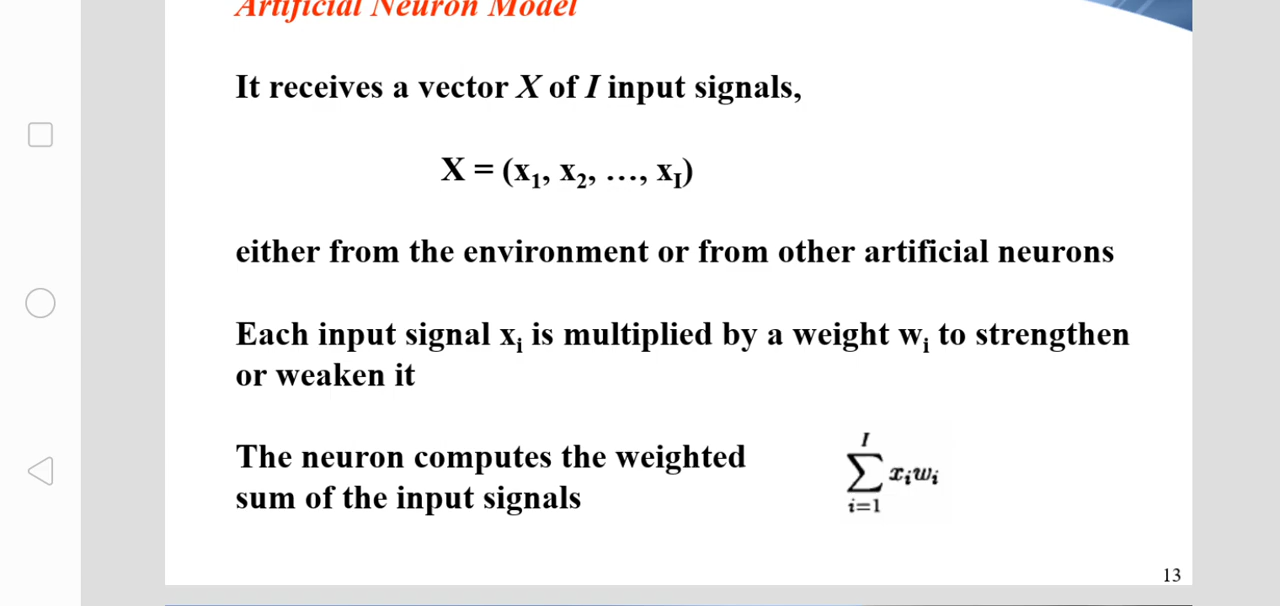 Artificial Neuron Model
It receives a vector X of I input signals,
X = (x₁, x₂, …, x_I)
either from the environment or from other artificial neurons
Each input signal xᵢ is multiplied by a weight wᵢ to strengthen
or weaken it
The neuron computes the weighted
sum of the input signals
I
∑ xᵢwᵢ
i=1
13